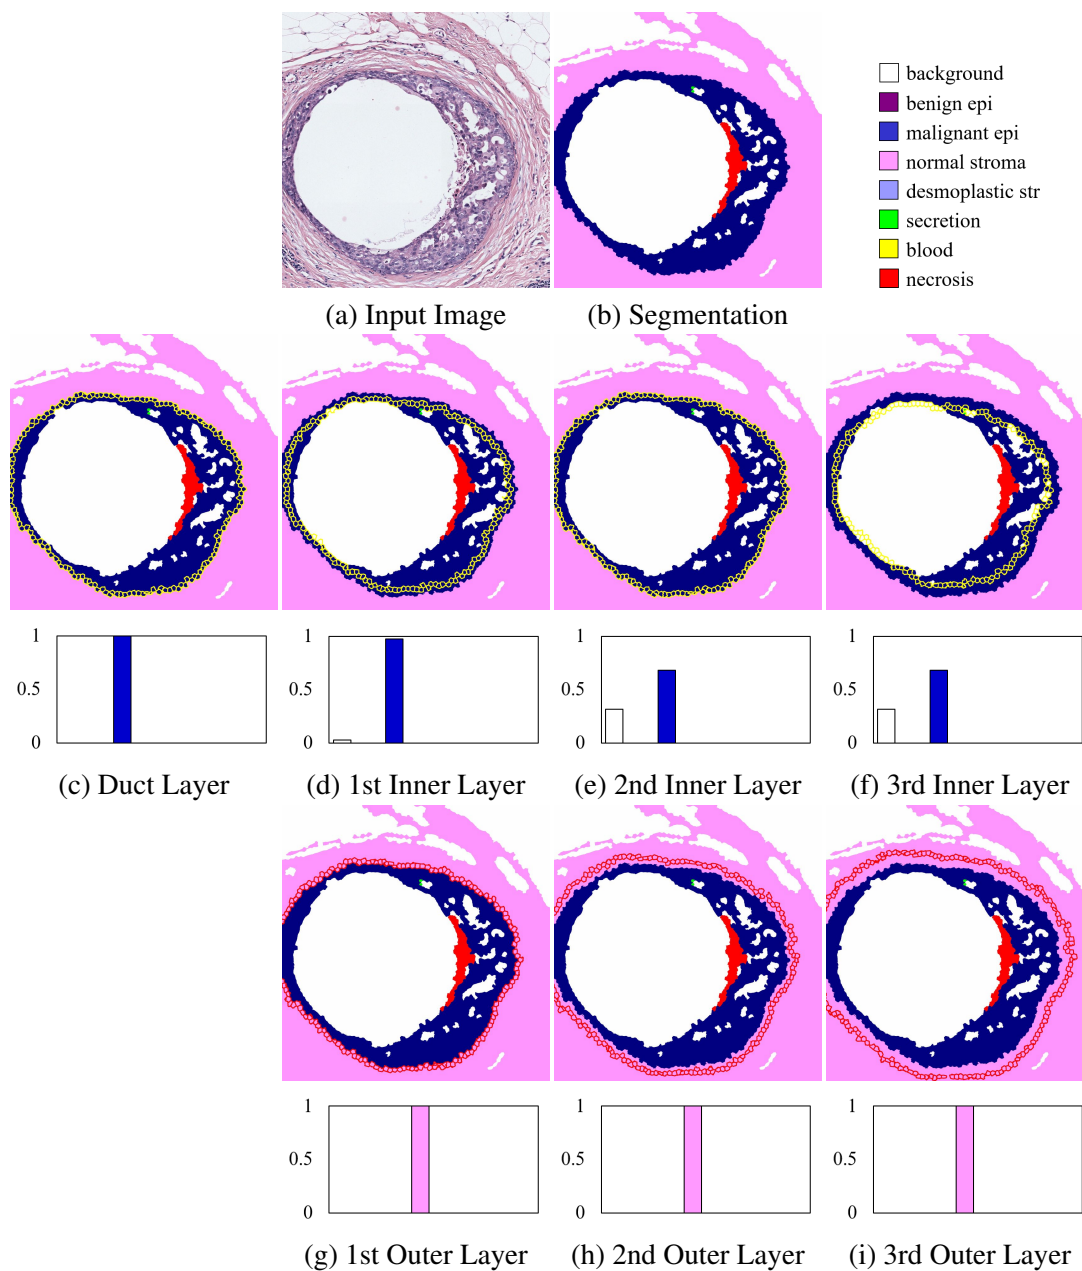 background
benign epi
malignant epi
normal stroma
desmoplastic str
secretion
blood
necrosis
(a) Input Image
(b) Segmentation
1
0.5
0
1
0.5
0
1
0.5
0
1
0.5
0
(c) Duct Layer
(d) 1st Inner Layer
(e) 2nd Inner Layer
(f) 3rd Inner Layer
1
0.5
0
1
0.5
0
1
0.5
0
(g) 1st Outer Layer
(h) 2nd Outer Layer
(i) 3rd Outer Layer